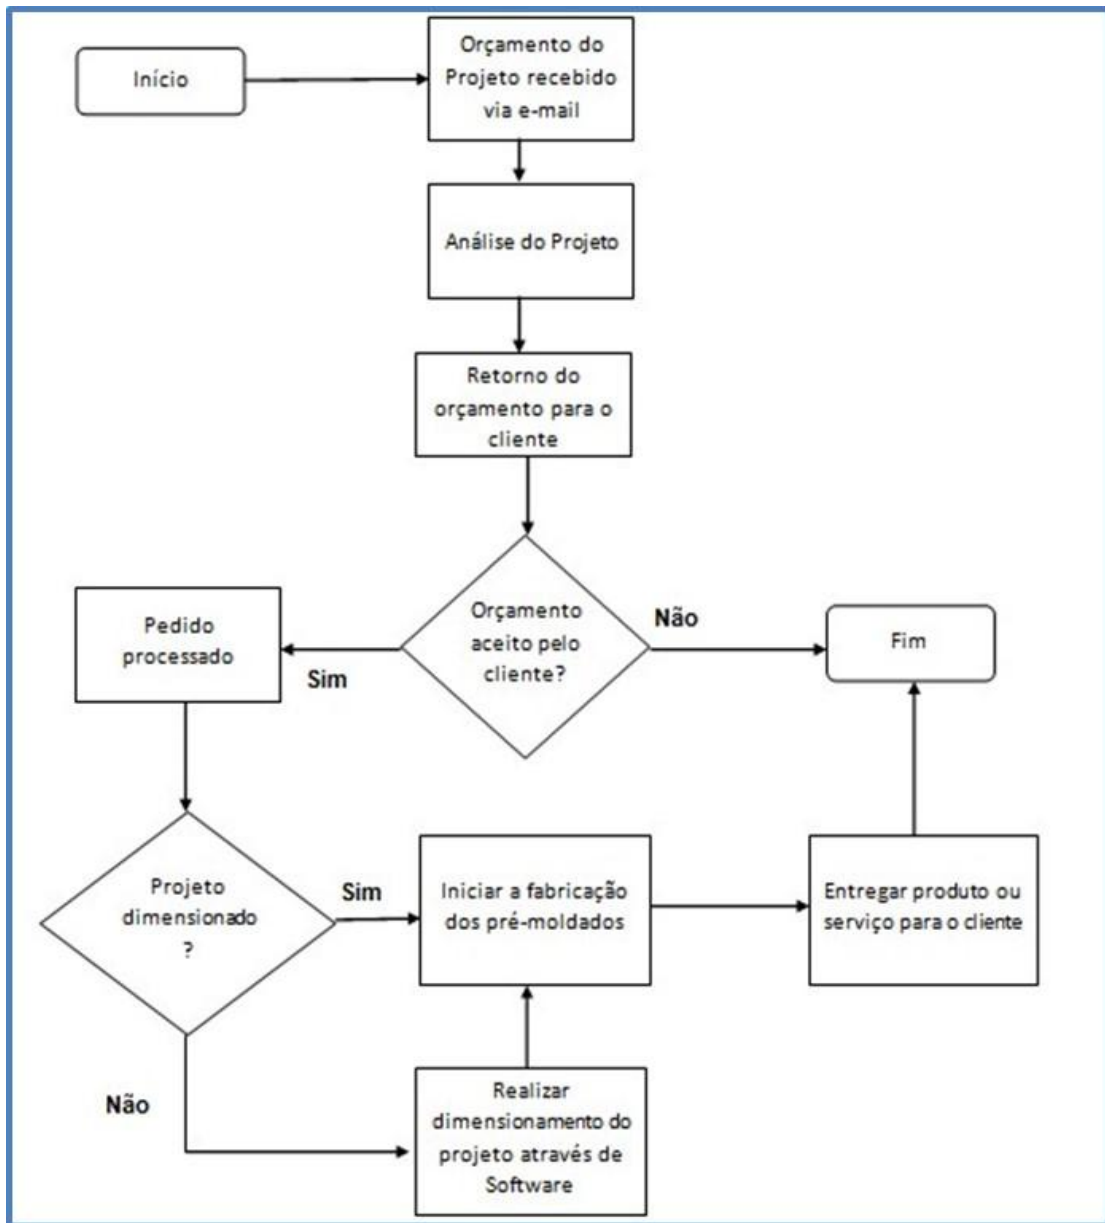 Início
Orçamento do
Projeto recebido
via e-mail
Análise do Projeto
Retorno do
orçamento para o
cliente
Orçamento
aceito pelo
cliente?
Não
Fim
Sim
Pedido
processado
Projeto
dimensionado
?
Sim
Iniciar a fabricação
dos pré-moldados
Entregar produto ou
serviço para o cliente
Não
Realizar
dimensionamento do
projeto através de
Software